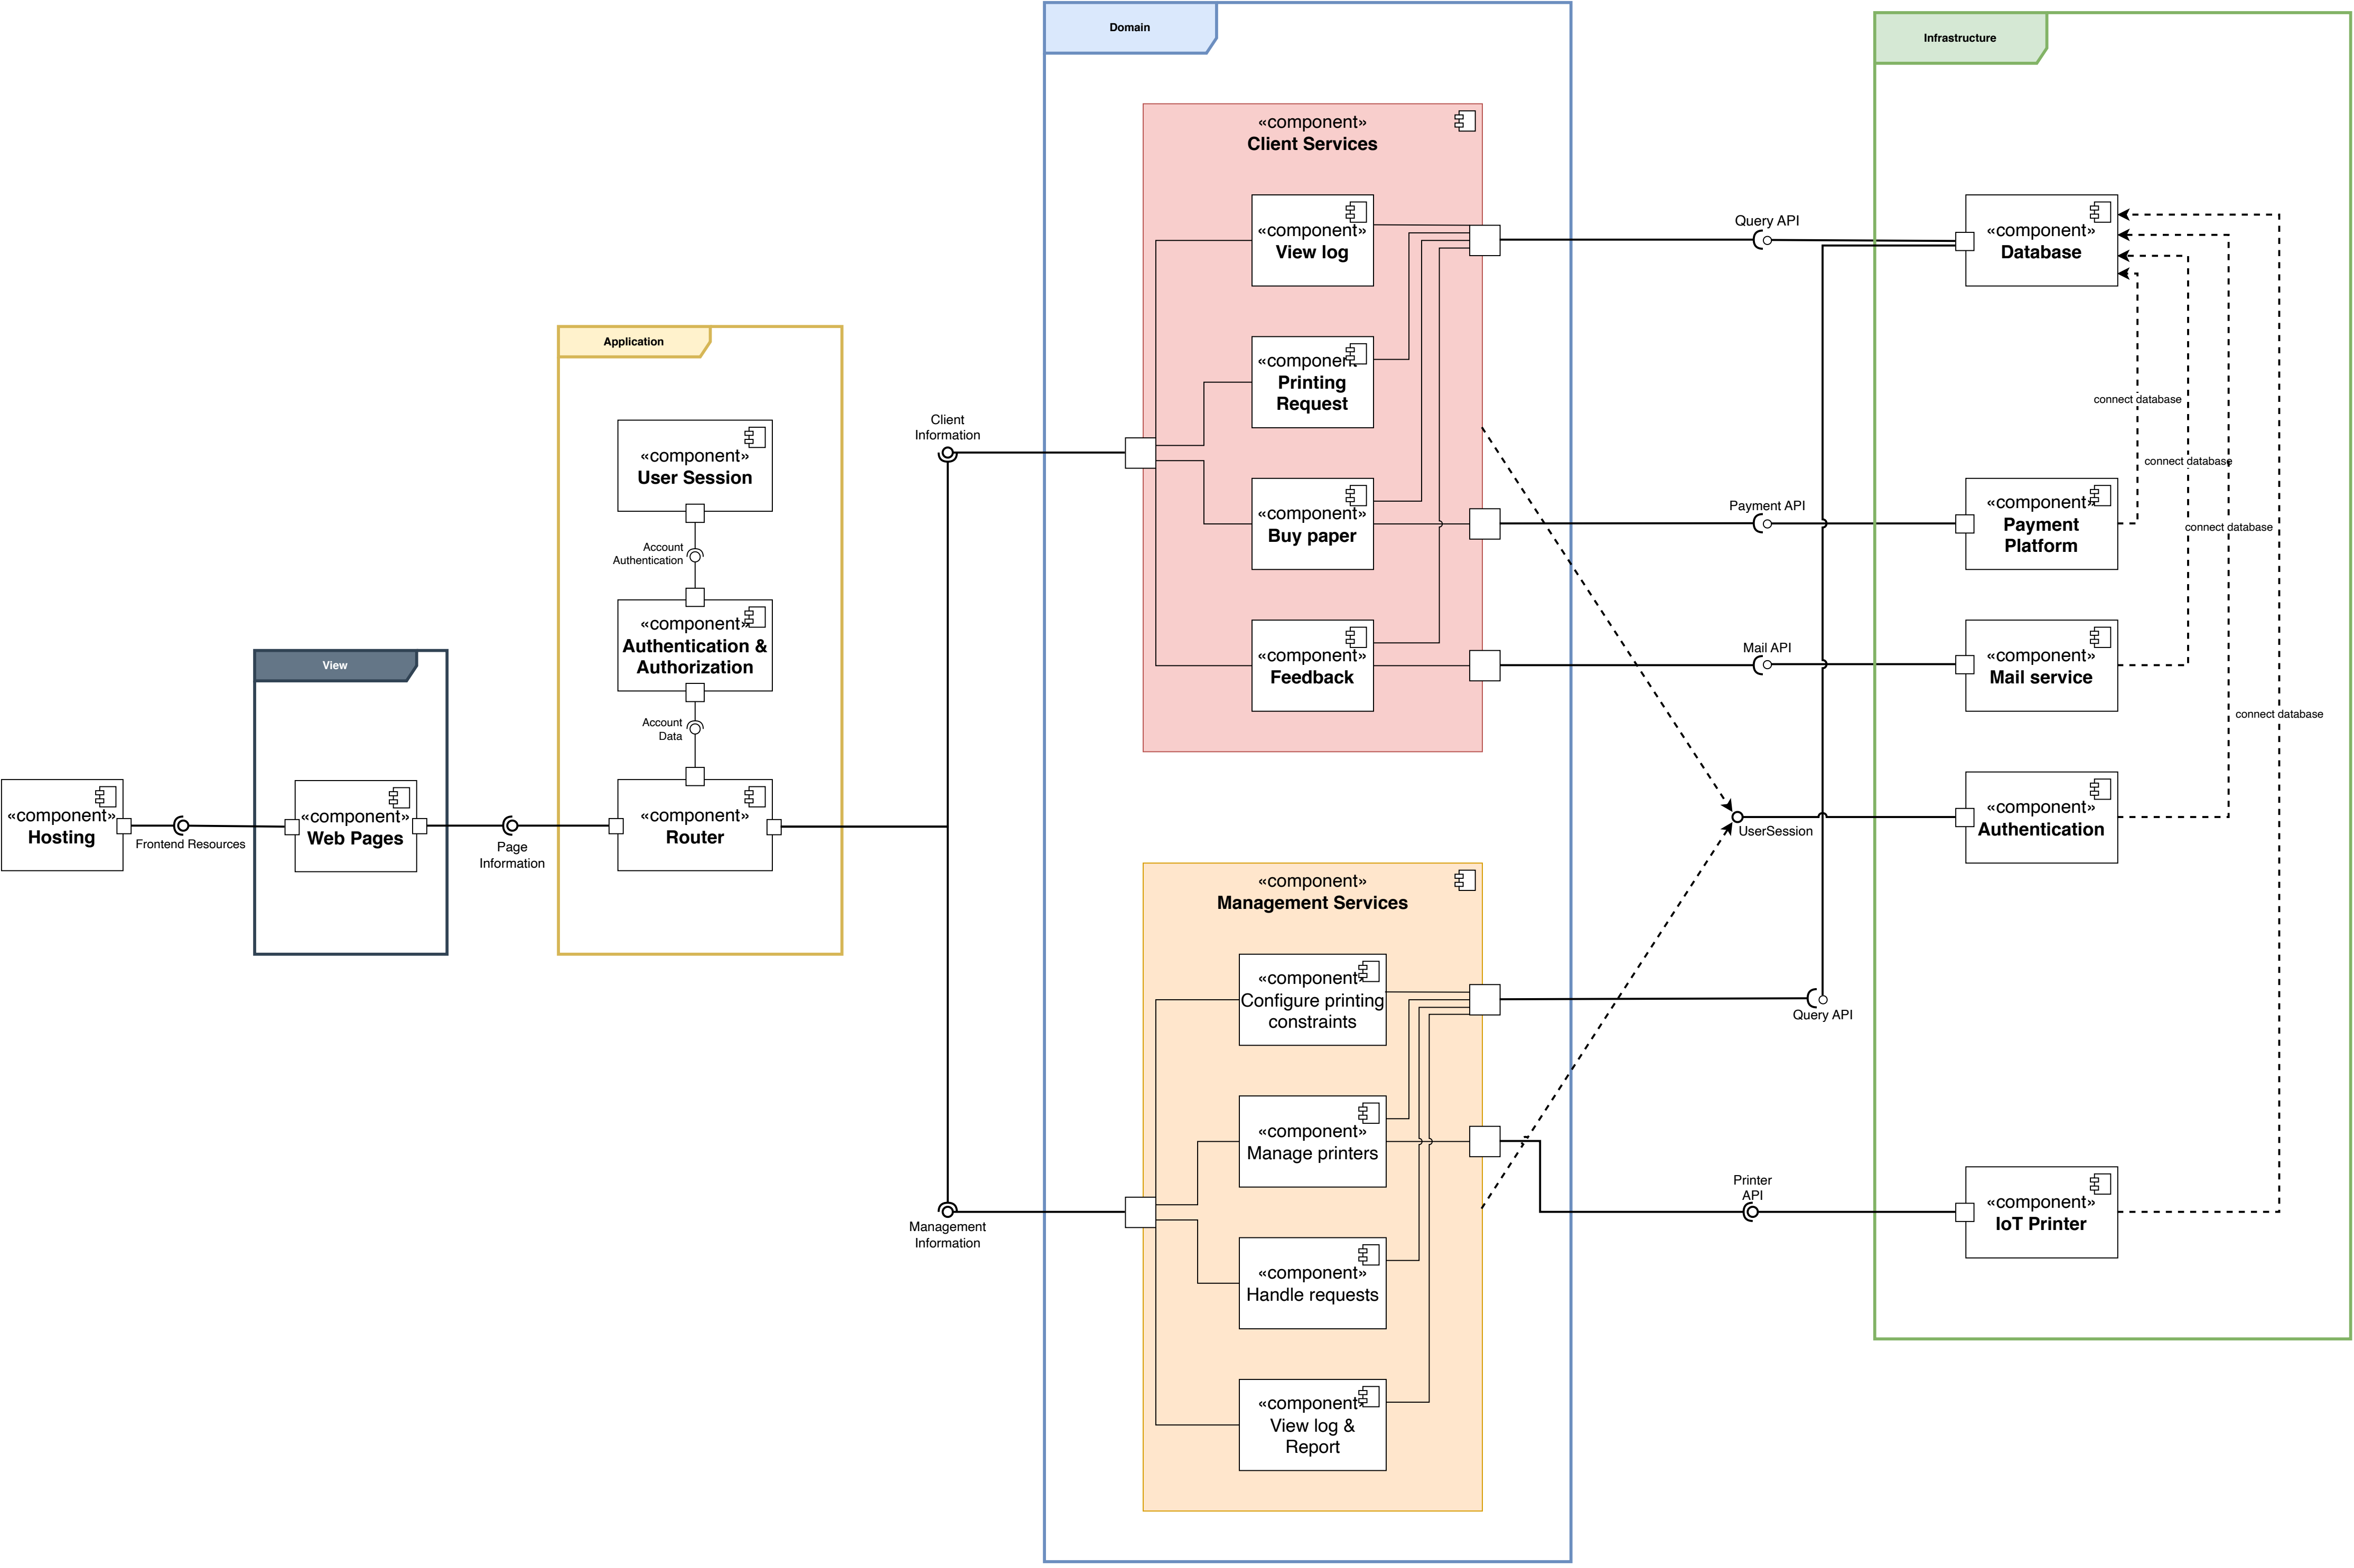 Domain
Infrastructure
«component»
Client Services
«component»
View log
Query API
«component»
Database
Application
«component»
Printing
Request
connect database
Client
Information
«component»
User Session
connect database
«component»
Buy paper
Payment API
«component»
Payment
Platform
connect database
Account
Authentication
«component»
Authentication &
Authorization
«component»
Feedback
Mail API
«component»
Mail service
View
Account
Data
connect database
«component»
Hosting
Frontend Resources
«component»
Web Pages
Page
Information
«component»
Router
UserSession
«component»
Authentication
«component»
Management Services
«component»
Configure printing
constraints
Query API
«component»
Manage printers
Printer
API
«component»
IoT Printer
Management
Information
«component»
Handle requests
«component»
View log &
Report